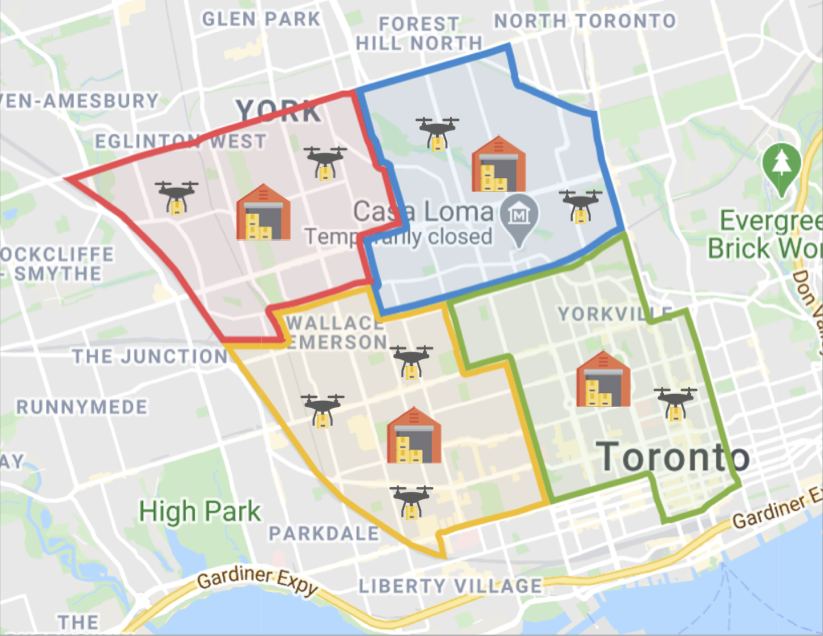 GLEN PARK
FOREST
HILL NORTH
NORTH TORONTO
VEN-AMESBURY
YORK
EGLINTON WEST
Casa Loma
Temporarily closed
Evergree
Brick Wor
OCKCLIFFE
- SMYTHE
Don Valley
WALLACE
EMERSON
YORKVILLE
THE JUNCTION
RUNNYMEDE
Toronto
AY
High Park
PARKDALE
Gardiner Ex
Gardiner Expy
LIBERTY VILLAGE
THE